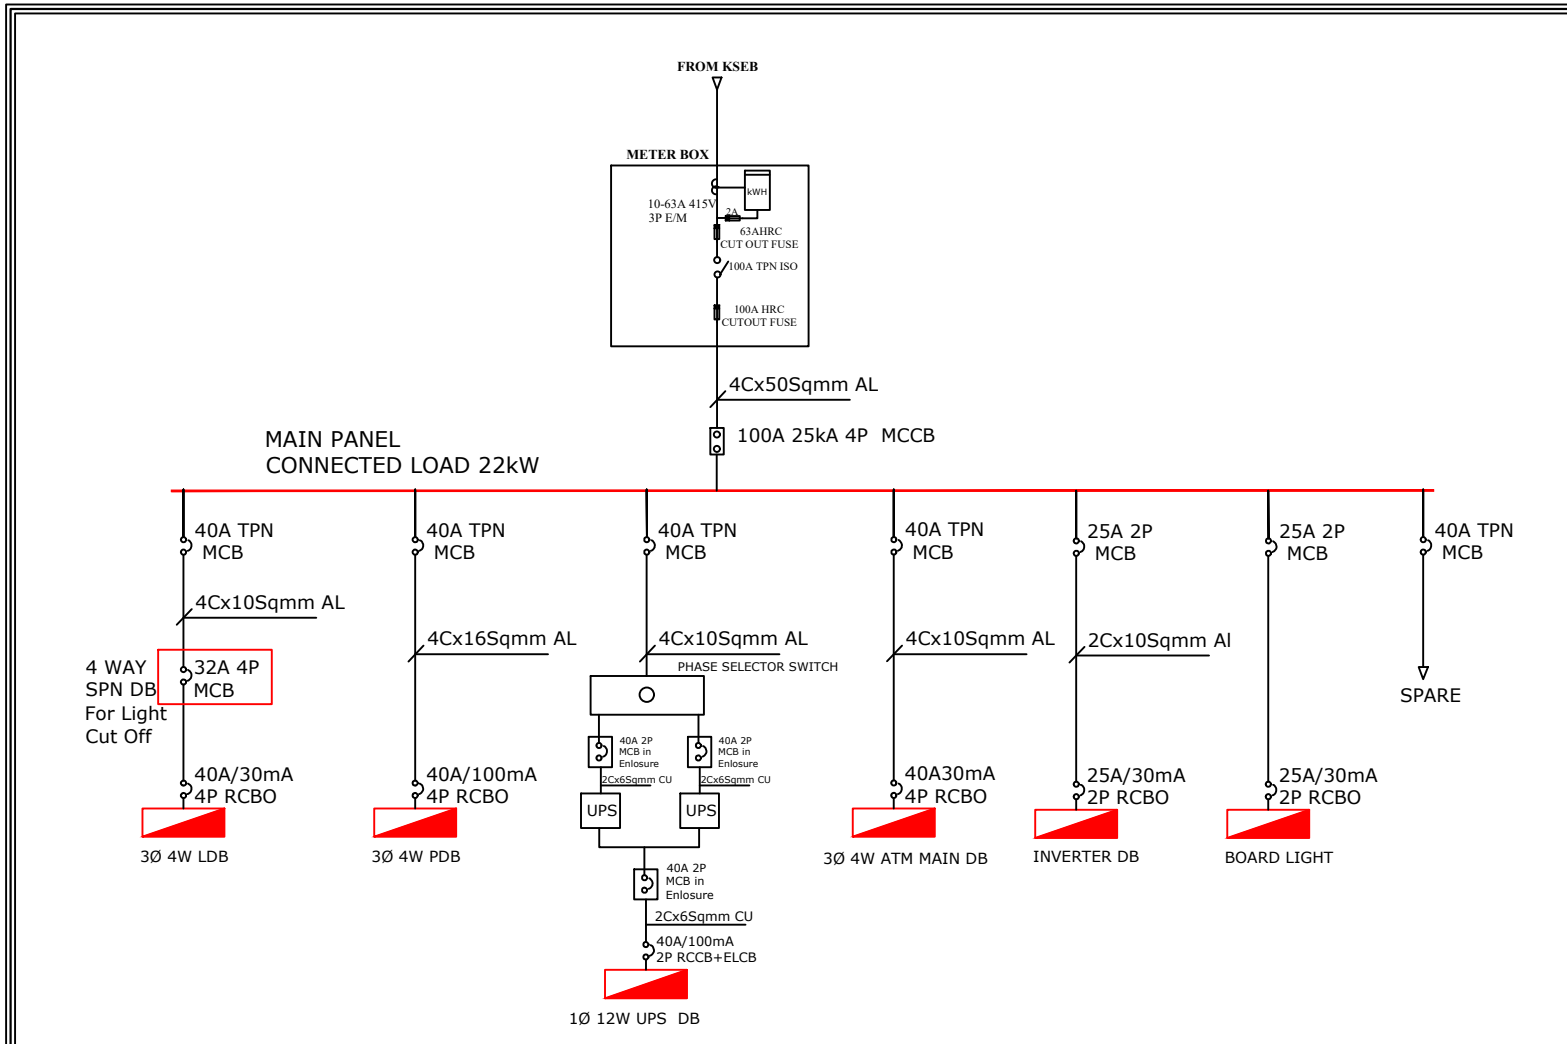 FROM KSEB
METER BOX
kWH
10-63A 415V
3P E/M
2A
63AHRC
CUT OUT FUSE
100A TPN ISO
100A HRC
CUTOUT FUSE
4Cx50Sqmm AL
100A 25kA 4P MCCB
MAIN PANEL
CONNECTED LOAD 22kW
40A TPN
MCB
40A TPN
MCB
40A TPN
MCB
40A TPN
MCB
25A 2P
MCB
25A 2P
MCB
40A TPN
MCB
4Cx10Sqmm AL
4Cx16Sqmm AL
4Cx10Sqmm AL
4Cx10Sqmm AL
2Cx10Sqmm Al
4 WAY
SPN DB
For Light
Cut Off
32A 4P
MCB
PHASE SELECTOR SWITCH
SPARE
40A 2P
MCB in
Enlosure
40A 2P
MCB in
Enlosure
2Cx6Sqmm CU
2Cx6Sqmm CU
UPS
UPS
40A/30mA
4P RCBO
40A/100mA
4P RCBO
40A30mA
4P RCBO
25A/30mA
2P RCBO
25A/30mA
2P RCBO
3Ø 4W LDB
3Ø 4W PDB
3Ø 4W ATM MAIN DB
INVERTER DB
BOARD LIGHT
40A 2P
MCB in
Enlosure
2Cx6Sqmm CU
40A/100mA
2P RCCB+ELCB
1Ø 12W UPS DB